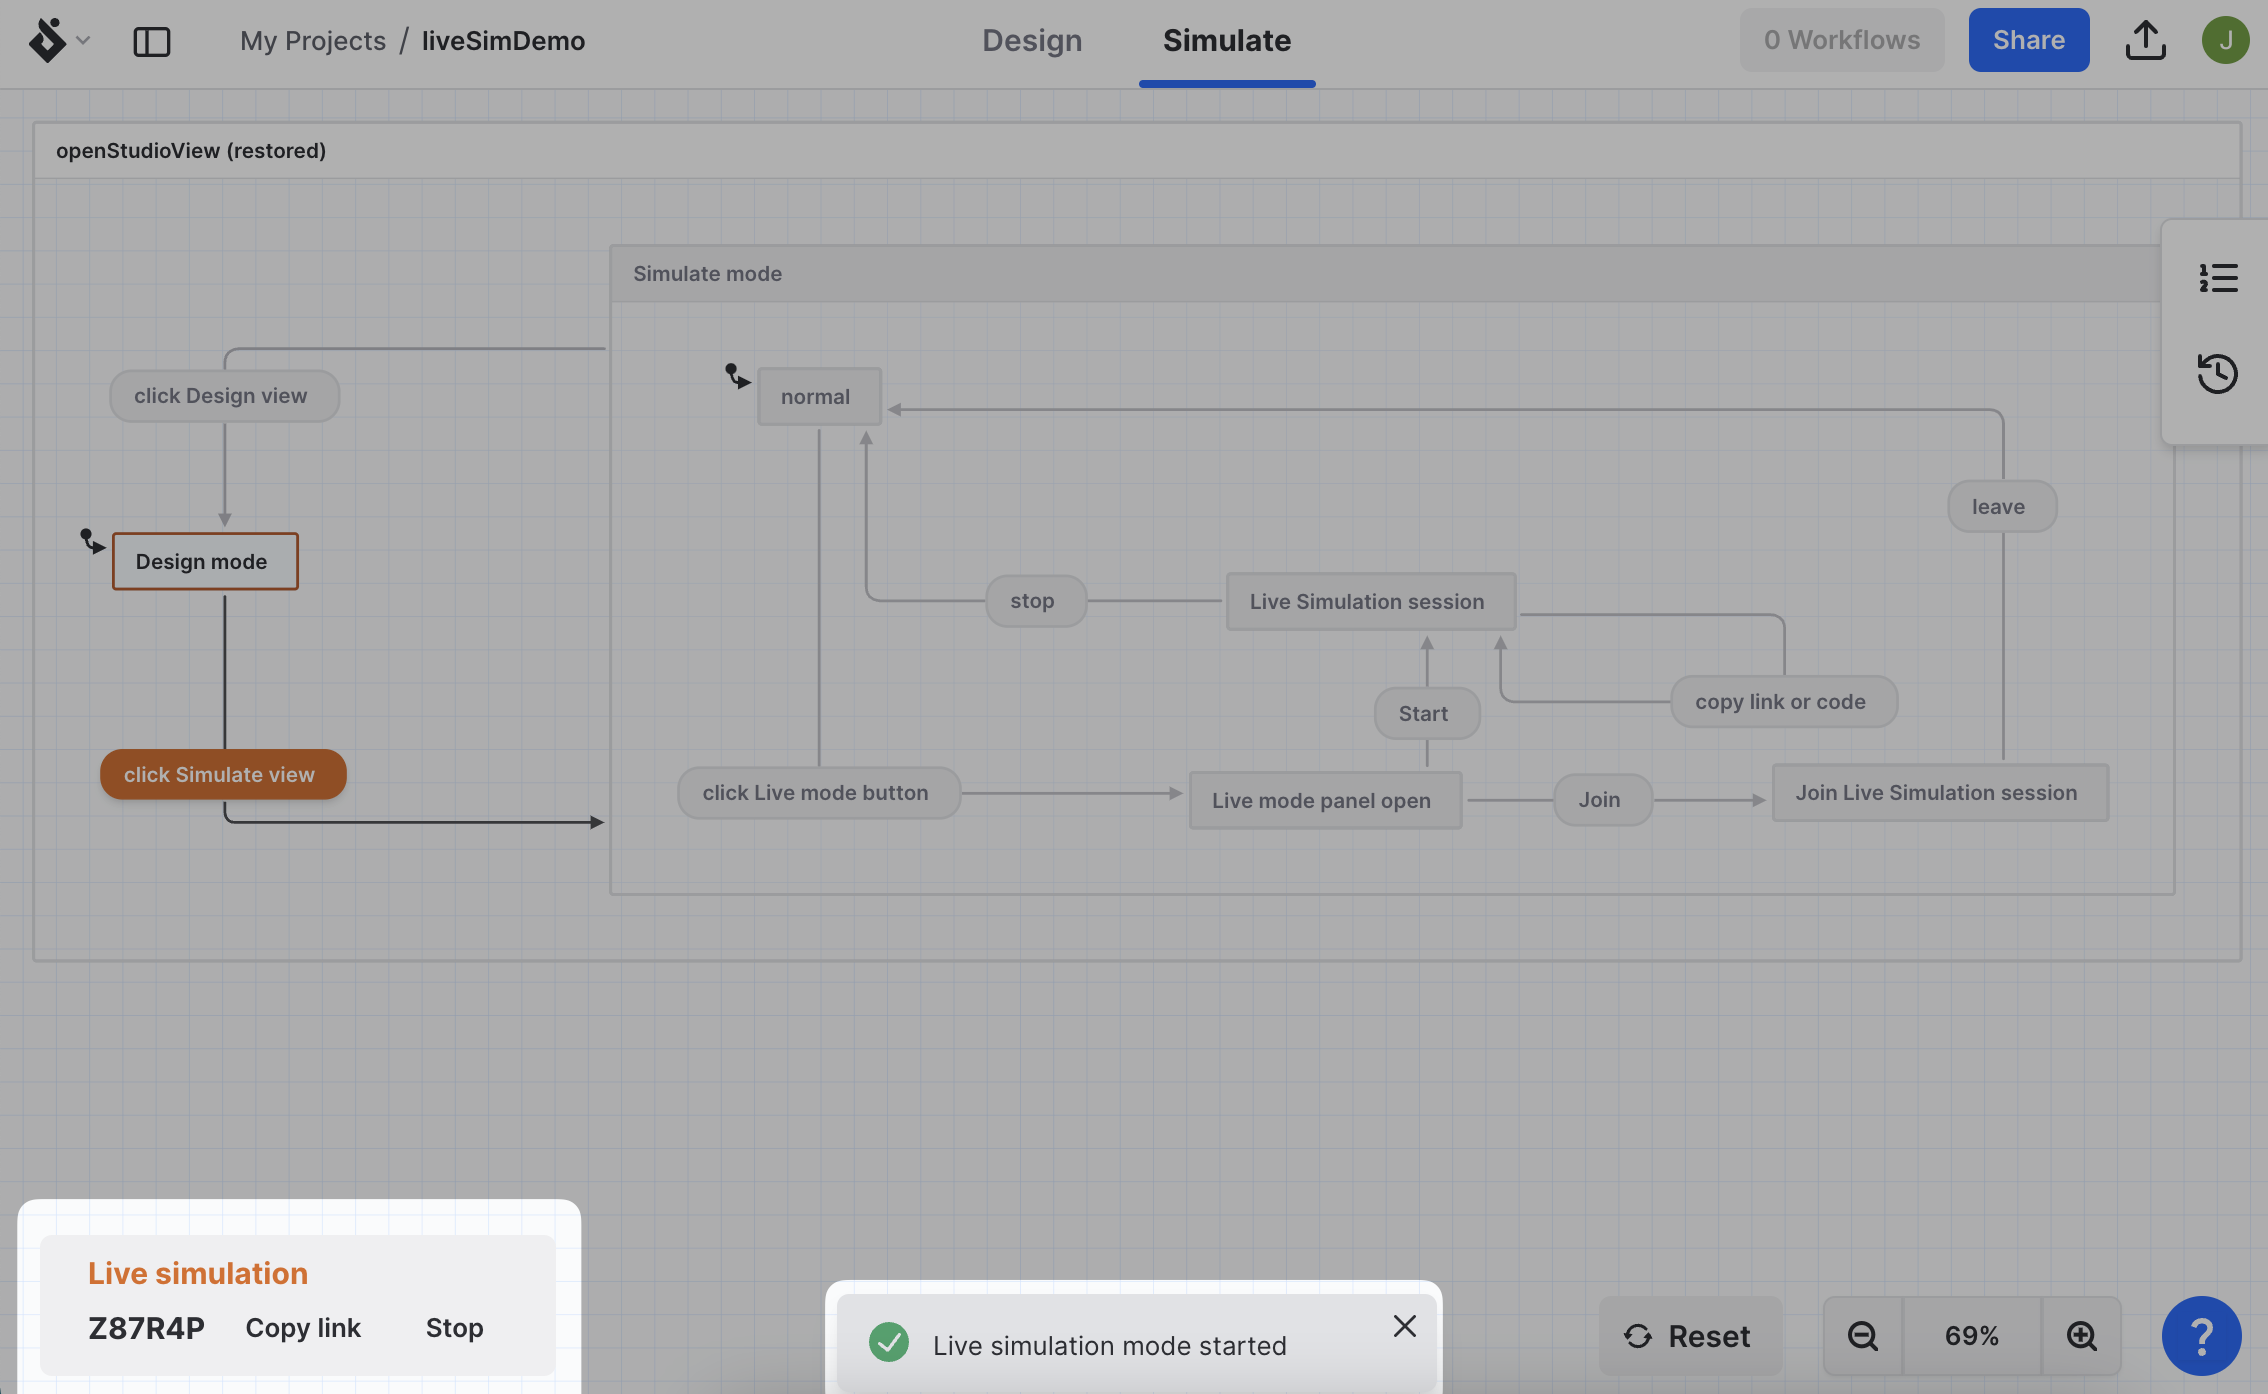 My Projects / liveSimDemo
Design
Simulate
0 Workflows
Share
J
openStudioView (restored)
Simulate mode
click Design view
normal
leave
Design mode
stop
Live Simulation session
Start
copy link or code
click Simulate view
click Live mode button
Live mode panel open
Join
Join Live Simulation session
Live simulation
Z87R4P Copy link Stop
Live simulation mode started
Reset
69%
?